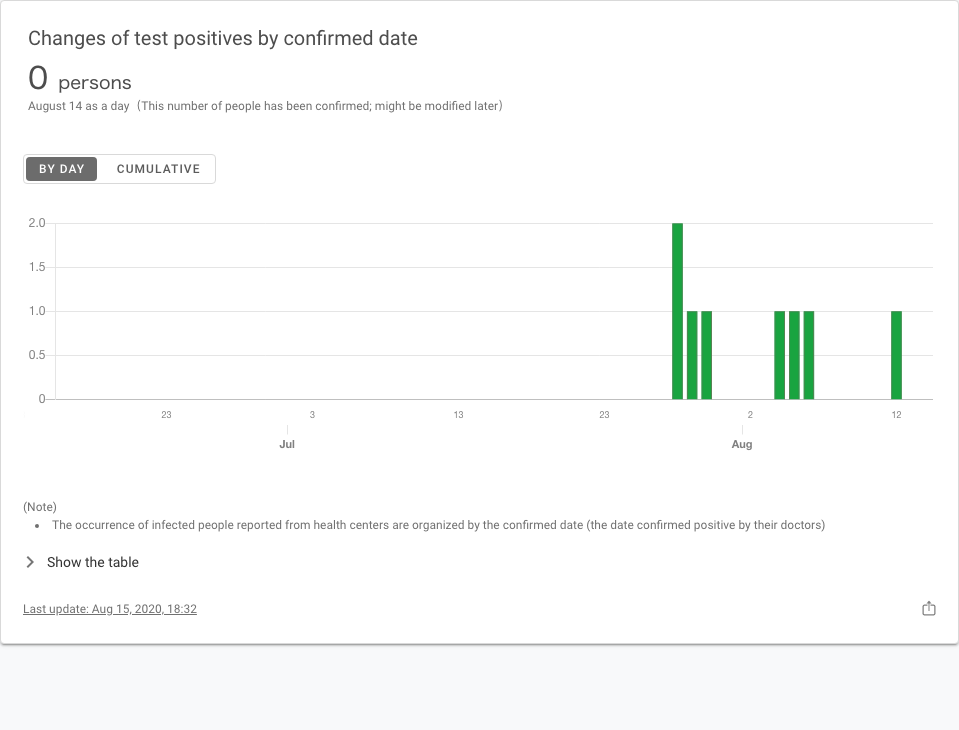 Changes of test positives by confirmed date
0 persons
August 14 as a day（This number of people has been confirmed; might be modified later）
BY DAY CUMULATIVE
2.0
1.5
1.0
0.5
0
23 3 13 23 2 12
Jul Aug
(Note)
• The occurrence of infected people reported from health centers are organized by the confirmed date (the date confirmed positive by their doctors)
Show the table
Last update: Aug 15, 2020, 18:32